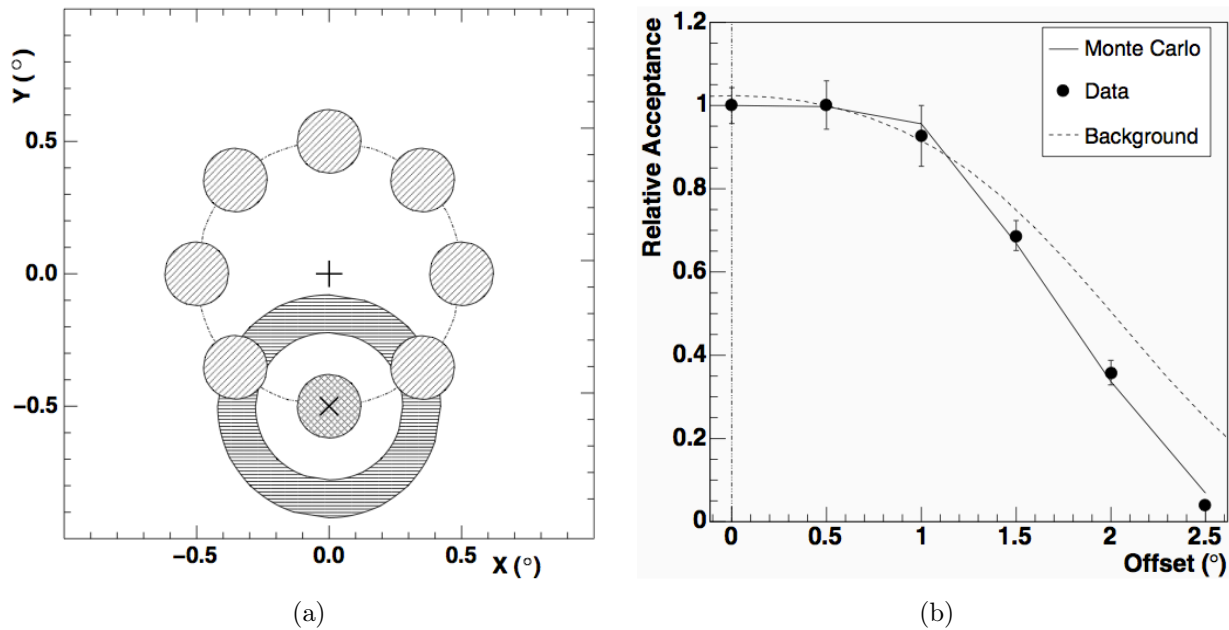 Y (°)
0.5
0.0
−0.5
−0.5
0.0
0.5
X (°)
(a)
Relative Acceptance
1.2
1
0.8
0.6
0.4
0.2
0
Monte Carlo
Data
Background
0
0.5
1
1.5
2
2.5
Offset (°)
(b)